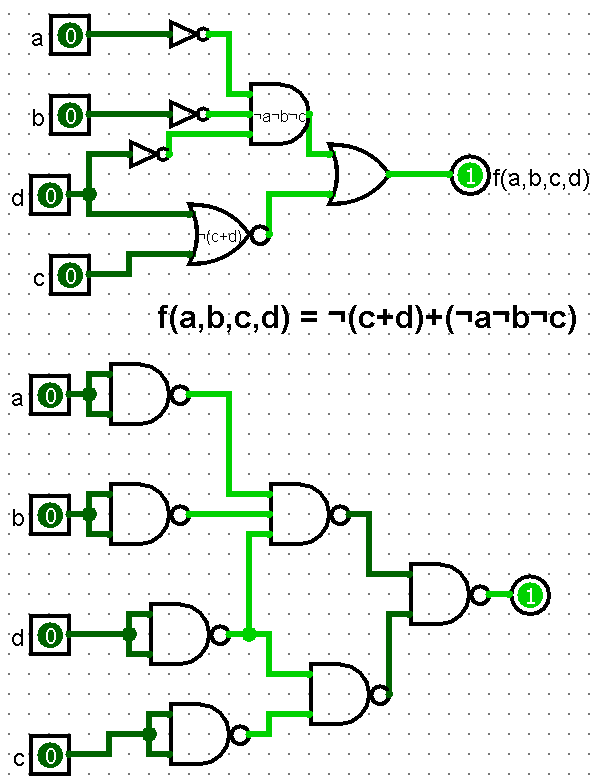 a 0
b 0
¬a¬b¬c
d 0
1 f(a,b,c,d)
¬(c+d)
c 0
f(a,b,c,d) = ¬(c+d)+(¬a¬b¬c)
a 0
b 0
1
d 0
c 0